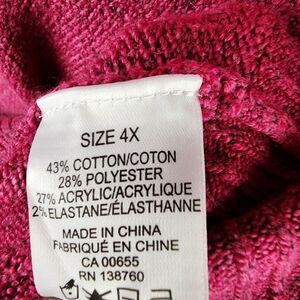 SIZE 4X
43% COTTON/COTON
28% POLYESTER
27% ACRYLIC/ACRYLIQUE
2% ELASTANE/ÉLASTHANNE
MADE IN CHINA
FABRIQUÉ EN CHINE
CA 00655
RN 138760